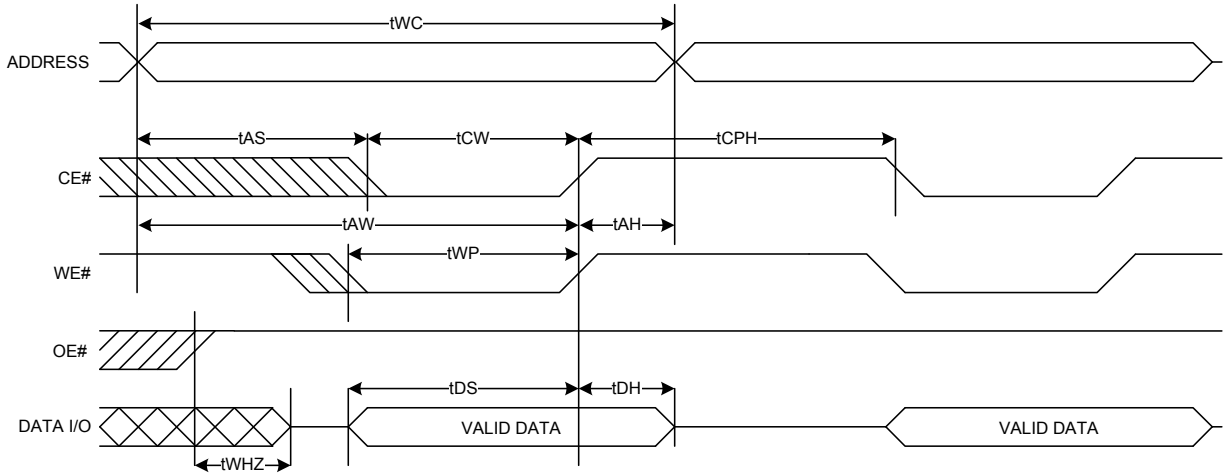 tWC
ADDRESS
tAS
tCW
tCPH
CE#
tAW
tAH
tWP
WE#
OE#
tDS
tDH
DATA I/O
VALID DATA
VALID DATA
tWHZ